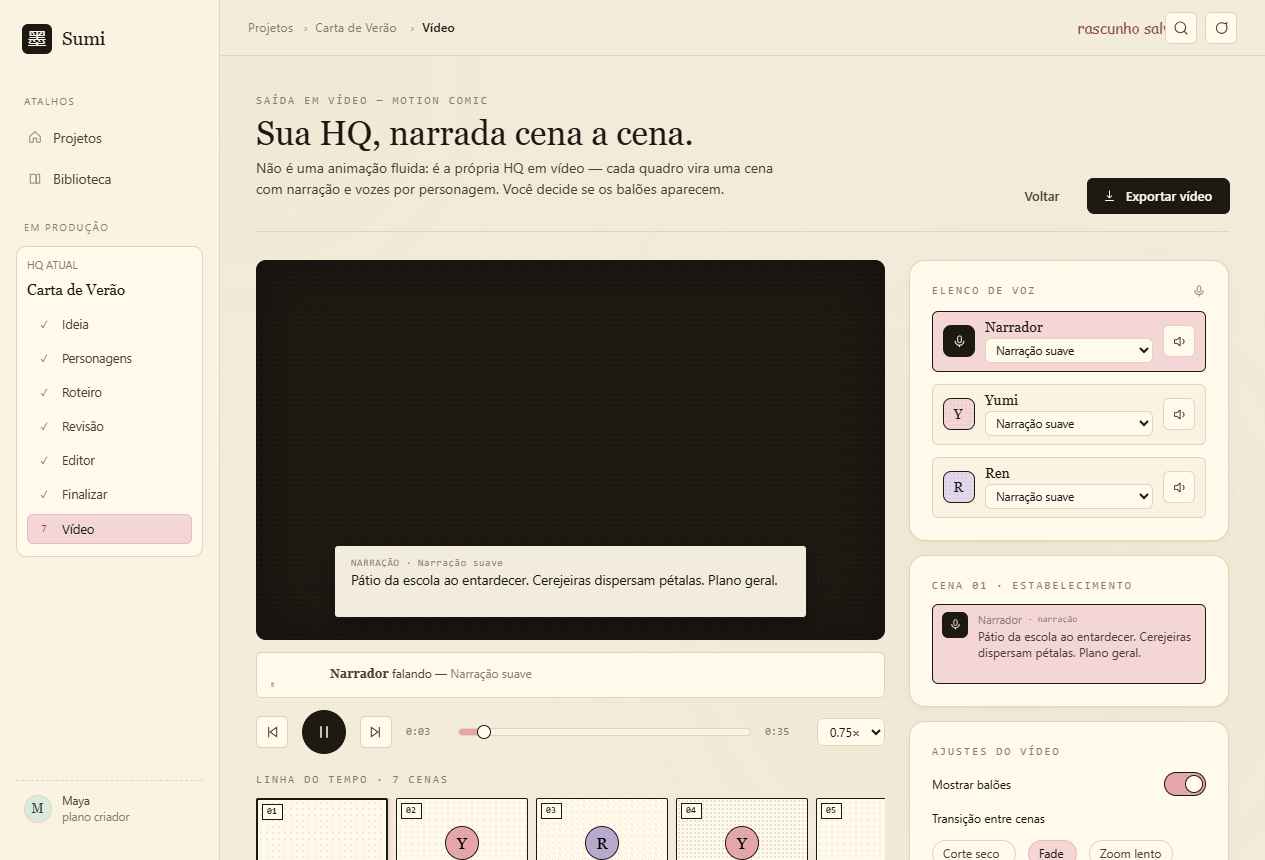 墨 Sumi
ATALHOS
Projetos
Biblioteca
EM PRODUÇÃO
HQ ATUAL
Carta de Verão
✓ Ideia
✓ Personagens
✓ Roteiro
✓ Revisão
✓ Editor
✓ Finalizar
7 Vídeo
M
Maya
plano criador
Projetos › Carta de Verão › Vídeo
rascunho salv
SAÍDA EM VÍDEO — MOTION COMIC
Sua HQ, narrada cena a cena.
Não é uma animação fluida: é a própria HQ em vídeo — cada quadro vira uma cena
com narração e vozes por personagem. Você decide se os balões aparecem.
Voltar
Exportar vídeo
NARRAÇÃO · Narração suave
Pátio da escola ao entardecer. Cerejeiras dispersam pétalas. Plano geral.
Narrador falando — Narração suave
0:03
0:35
0.75×
LINHA DO TEMPO · 7 CENAS
01
02
Y
03
R
04
Y
05
ELENCO DE VOZ
Narrador
Narração suave
Y
Yumi
Narração suave
R
Ren
Narração suave
CENA 01 · ESTABELECIMENTO
Narrador · narração
Pátio da escola ao entardecer. Cerejeiras
dispersam pétalas. Plano geral.
AJUSTES DO VÍDEO
Mostrar balões
Transição entre cenas
Corte seco
Fade
Zoom lento